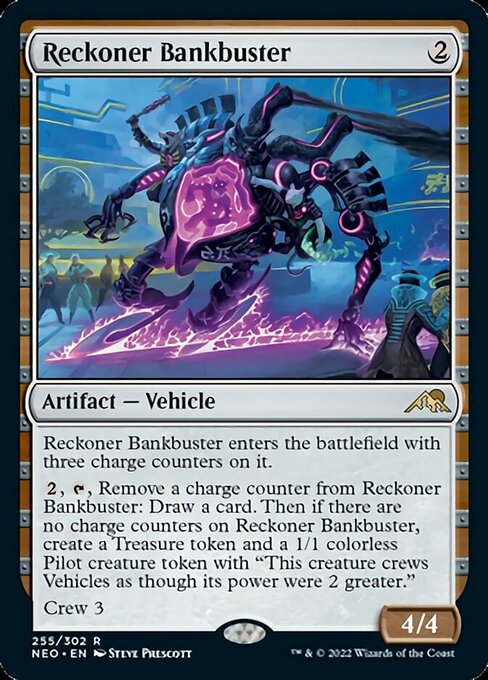 Reckoner Bankbuster 2
Artifact — Vehicle
Reckoner Bankbuster enters the battlefield with
three charge counters on it.
2, , Remove a charge counter from Reckoner
Bankbuster: Draw a card. Then if there are
no charge counters on Reckoner Bankbuster,
create a Treasure token and a 1/1 colorless
Pilot creature token with “This creature crews
Vehicles as though its power were 2 greater.”
Crew 3
4/4
255/302 R
NEO • EN Steve Prescott
™ & © 2022 Wizards of the Coast